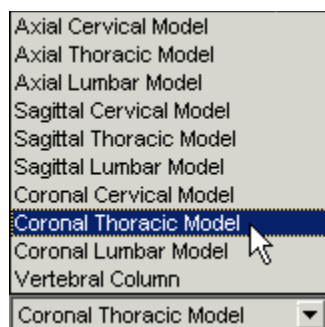 Axial Cervical Model
Axial Thoracic Model
Axial Lumbar Model
Sagittal Cervical Model
Sagittal Thoracic Model
Sagittal Lumbar Model
Coronal Cervical Model
Coronal Thoracic Model
Coronal Lumbar Model
Vertebral Column
Coronal Thoracic Model